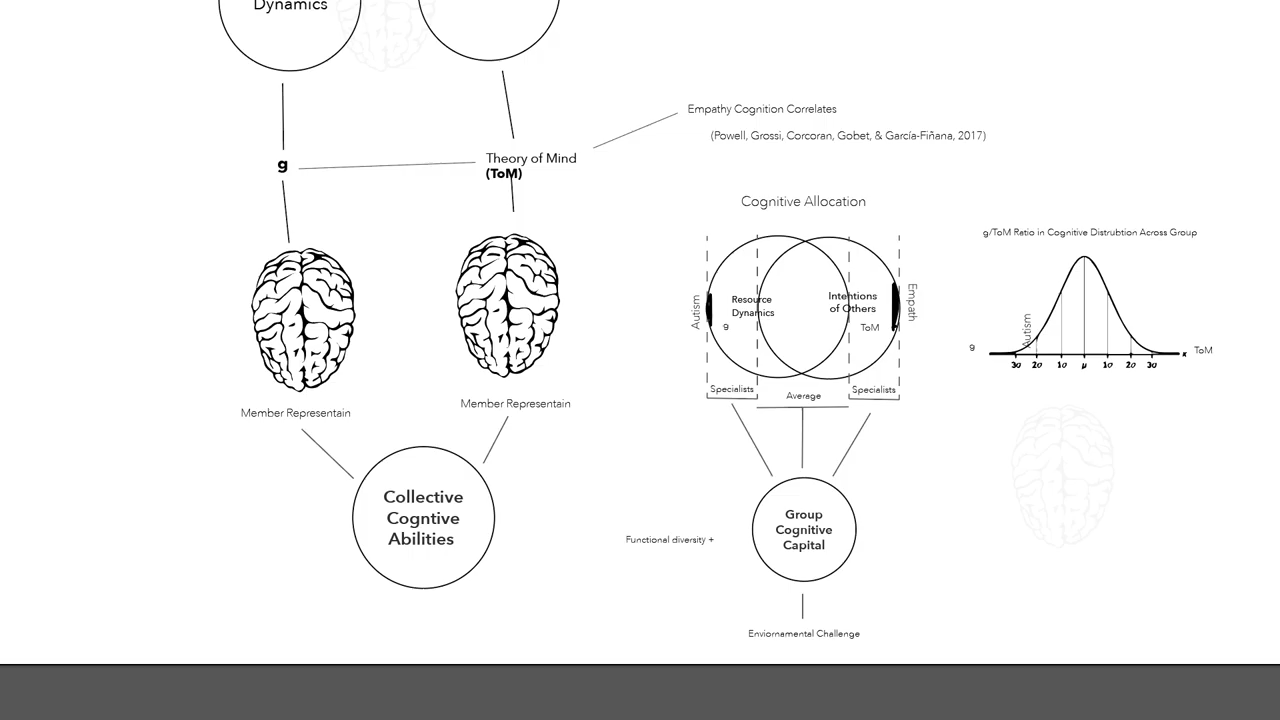 Dynamics
Empathy Cognition Correlates
(Powell, Grossi, Corcoran, Gobet, & García-Fiñana, 2017)
g
Theory of Mind
(ToM)
Member Representain
Member Representain
Collective
Cogntive
Abilities
Cognitive Allocation
Autism
Resource
Dynamics
g
Intentions
of Others
ToM
Empath
Specialists
Average
Specialists
Group
Cognitive
Capital
Functional diversity +
Enviornamental Challenge
g/ToM Ratio in Cognitive Distrubtion Across Group
Autism
g
ToM
3σ 2σ 1σ μ 1σ 2σ 3σ x